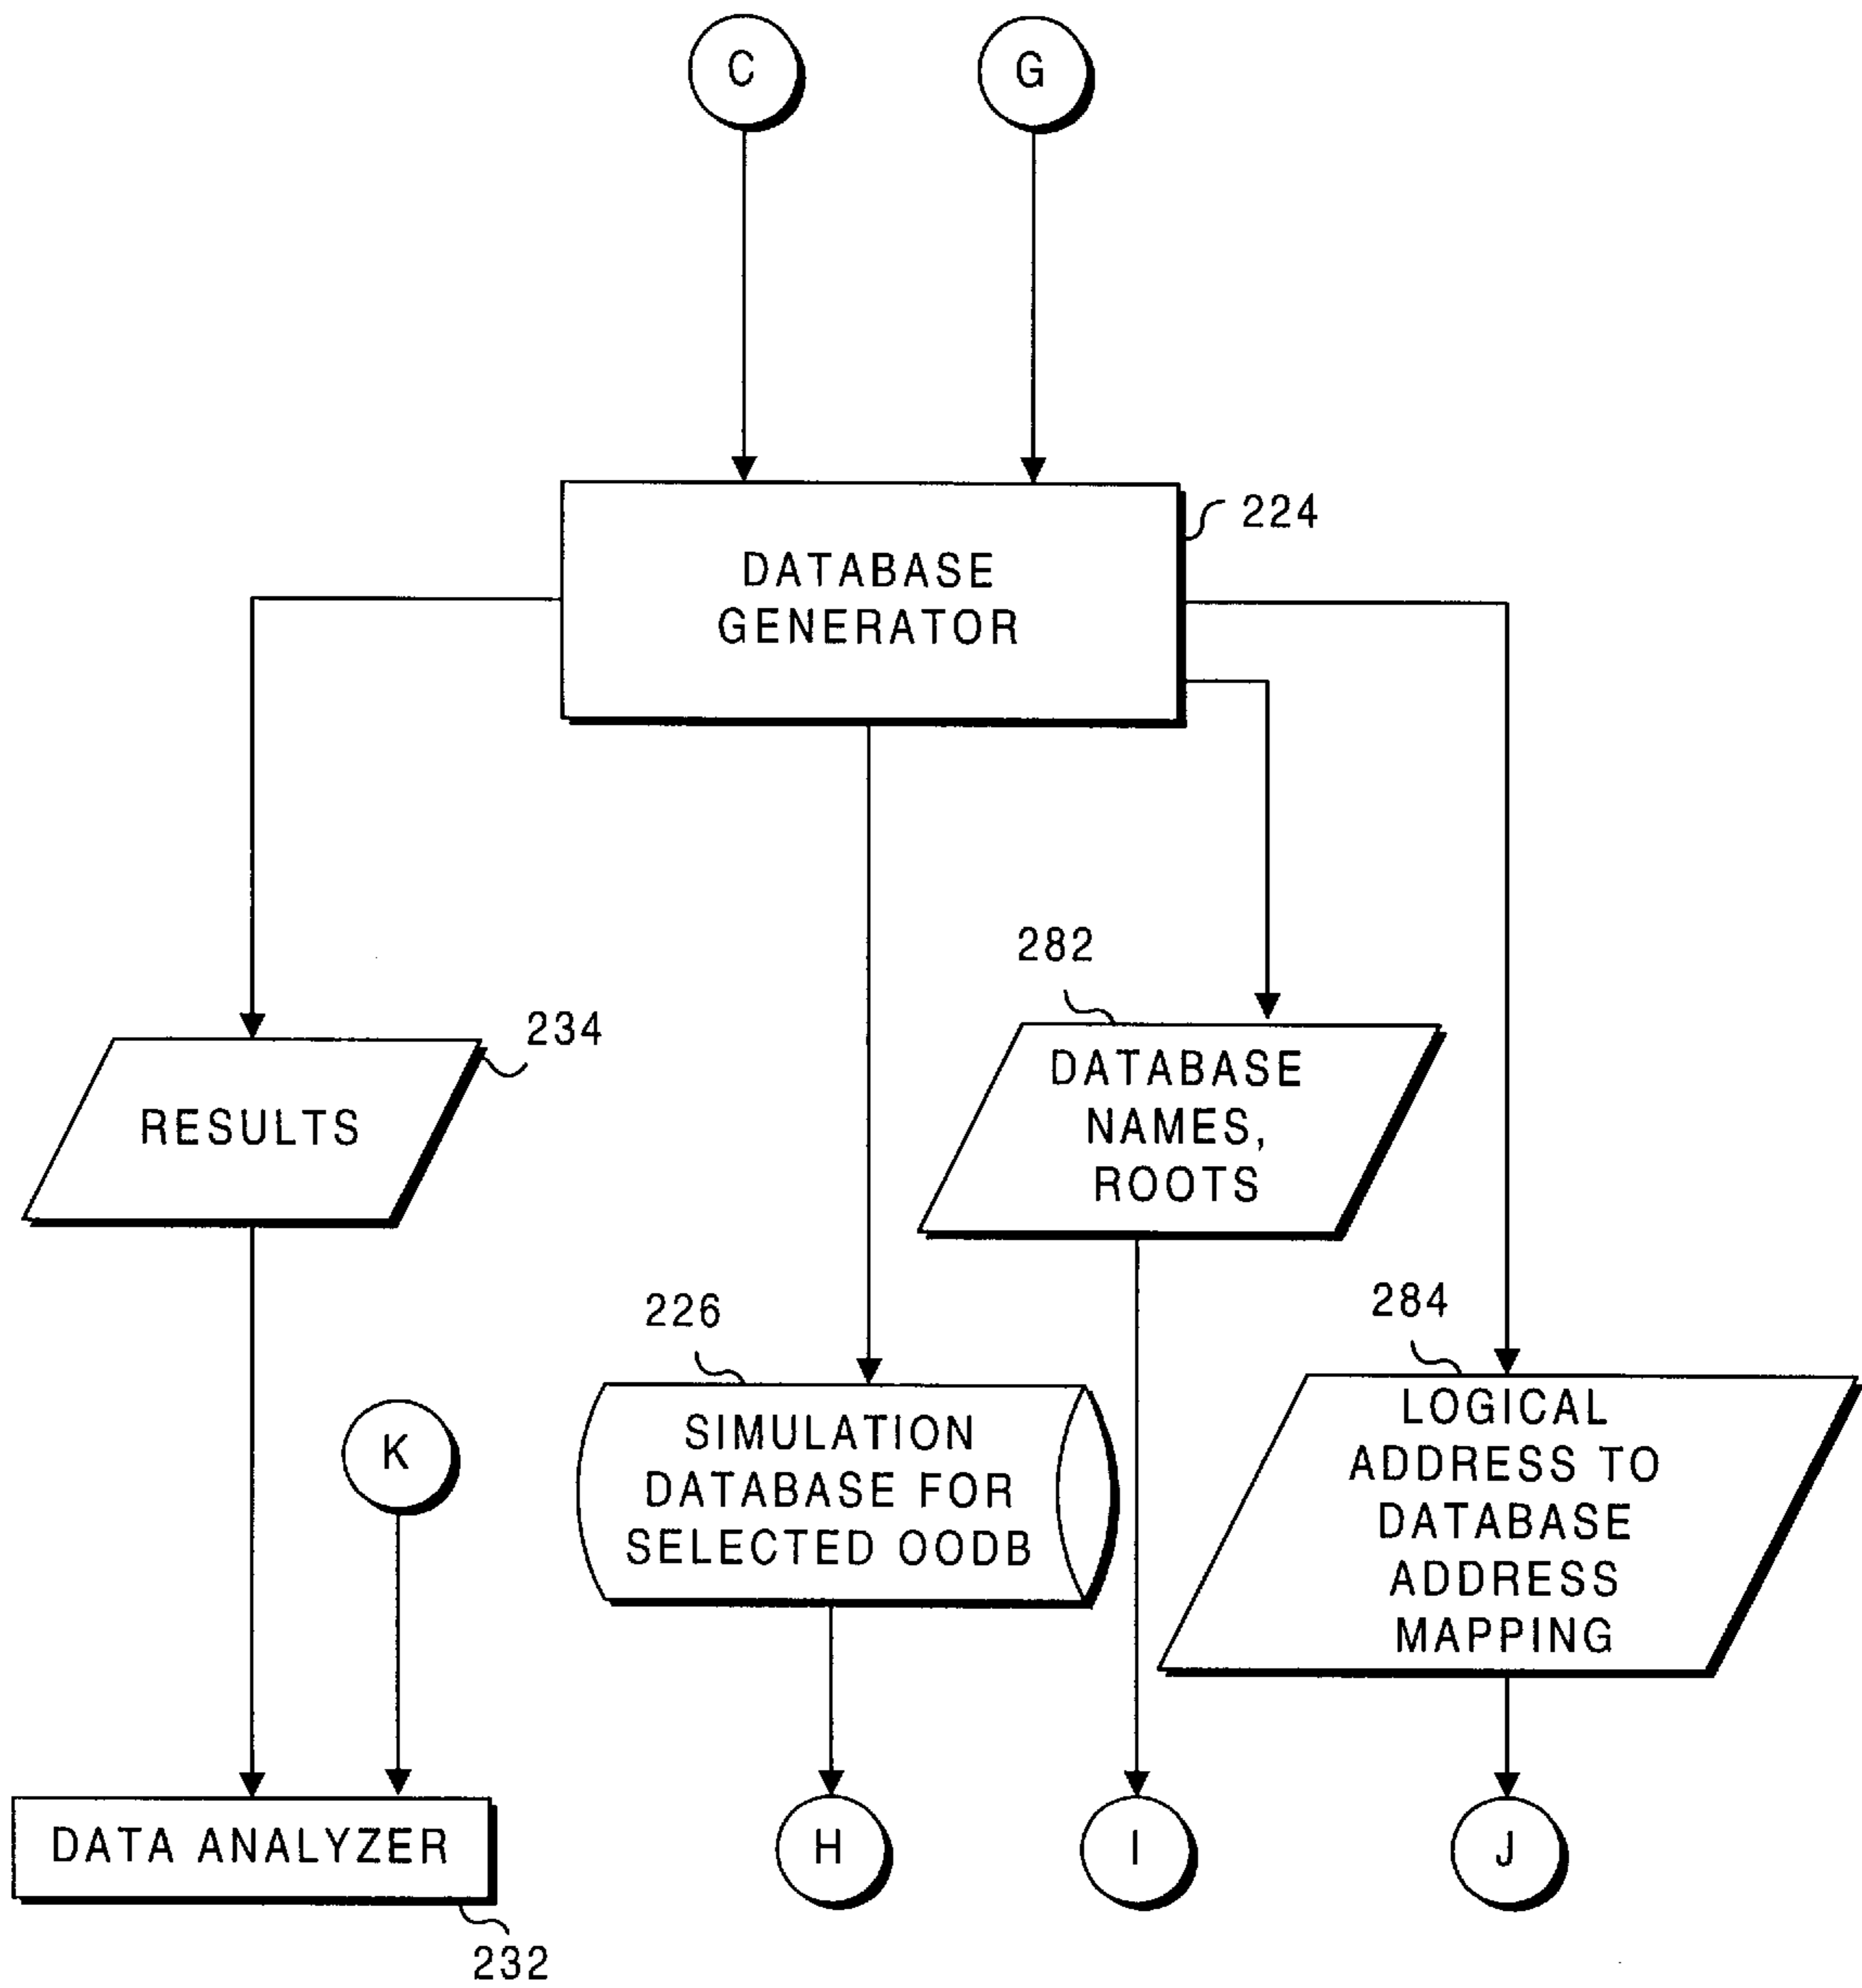 C
G
224
DATABASE
GENERATOR
282
234
DATABASE
NAMES,
ROOTS
RESULTS
226
284
K
SIMULATION
DATABASE FOR
SELECTED OODB
LOGICAL
ADDRESS TO
DATABASE
ADDRESS
MAPPING
DATA ANALYZER
H
I
J
232